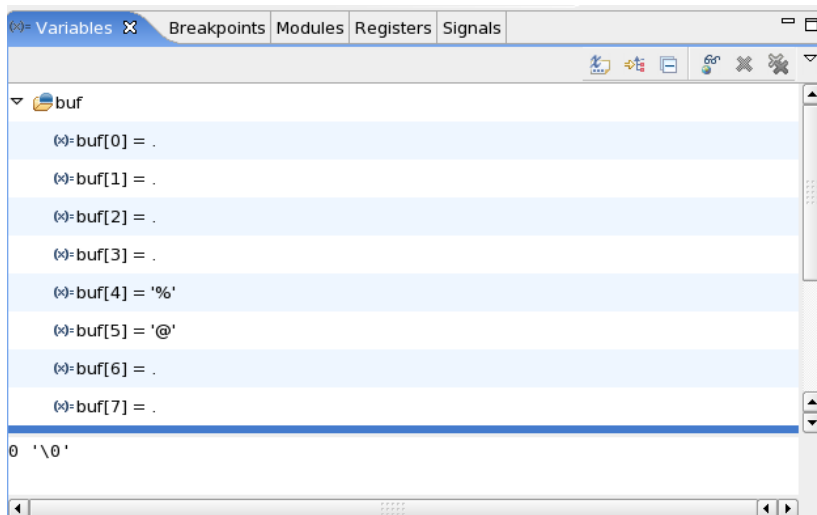 (x)= Variables Breakpoints Modules Registers Signals
buf
(x)= buf[0] = .
(x)= buf[1] = .
(x)= buf[2] = .
(x)= buf[3] = .
(x)= buf[4] = '%'
(x)= buf[5] = '@'
(x)= buf[6] = .
(x)= buf[7] = .
0 '\0'